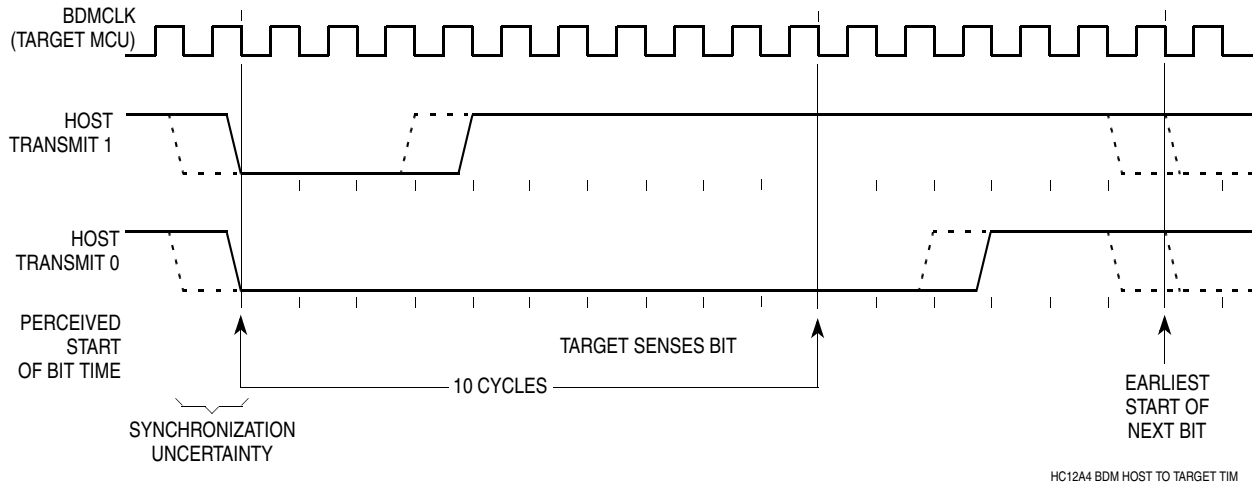 BDMCLK
(TARGET MCU)
HOST
TRANSMIT 1
HOST
TRANSMIT 0
PERCEIVED
START
OF BIT TIME
TARGET SENSES BIT
10 CYCLES
EARLIEST
START OF
NEXT BIT
SYNCHRONIZATION
UNCERTAINTY
HC12A4 BDM HOST TO TARGET TIM